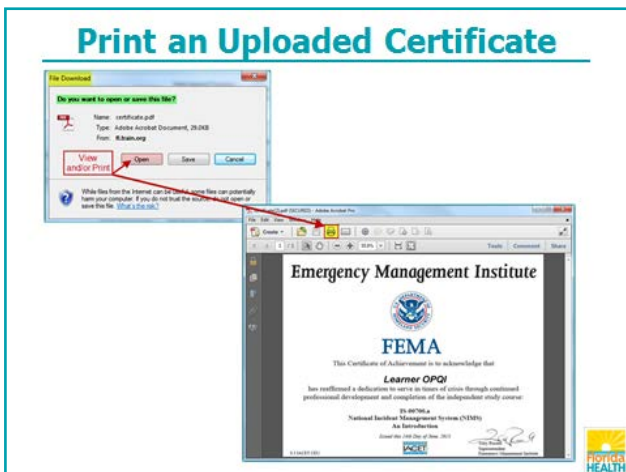 Print an Uploaded Certificate
File Download
Do you want to open or save this file?
Name: certificate.pdf
Type: Adobe Acrobat Document, 29.0KB
From: fl.train.org
View
and/or Print
Open Save Cancel
While files from the Internet can be useful, some files can potentially
harm your computer. If you do not trust the source, do not open or
save this file. What's the risk?
Adobe Acrobat Pro
File Edit View
Create
Tools Comment Share
Emergency Management Institute
FEMA
This Certificate of Achievement is to acknowledge that
Learner OPQI
has reaffirmed a dedication to serve in times of crisis through continued
professional development and completion of the independent study course:
IS-00700.a
National Incident Management System (NIMS)
An Introduction
IACET
Florida
HEALTH